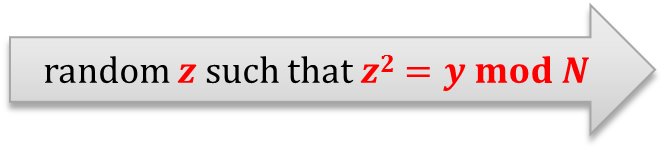 random z such that z² = y mod N